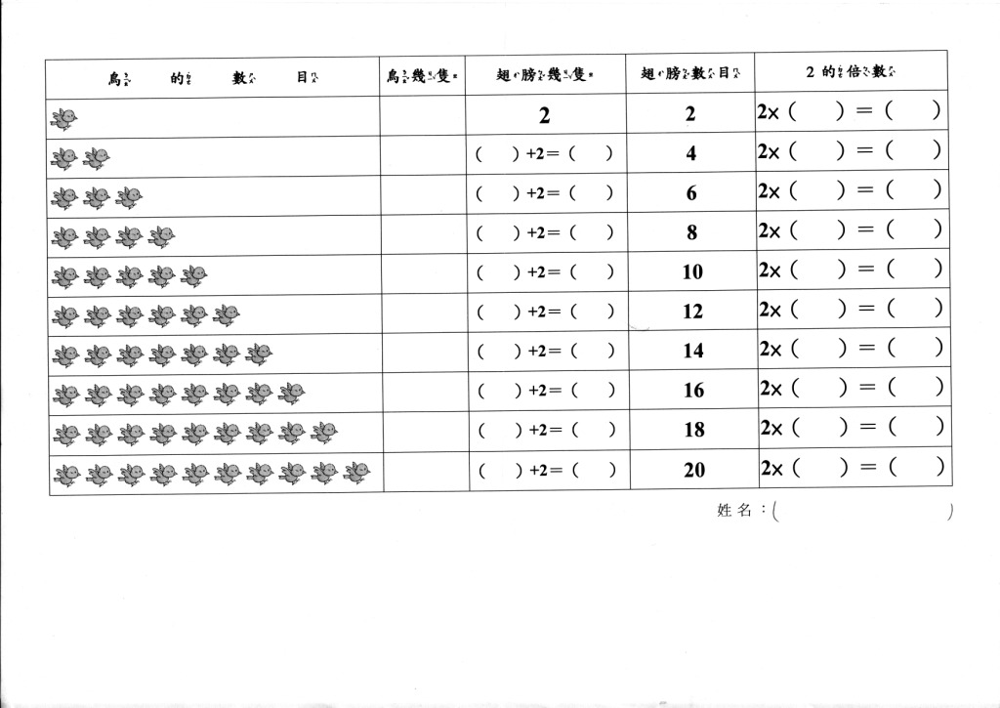 鳥的數目 鳥幾隻 翅膀幾隻 翅膀數目 2的倍數
2 2 2×( )=( )
( )+2=( ) 4 2×( )=( )
( )+2=( ) 6 2×( )=( )
( )+2=( ) 8 2×( )=( )
( )+2=( ) 10 2×( )=( )
( )+2=( ) 12 2×( )=( )
( )+2=( ) 14 2×( )=( )
( )+2=( ) 16 2×( )=( )
( )+2=( ) 18 2×( )=( )
( )+2=( ) 20 2×( )=( )
姓名:( )